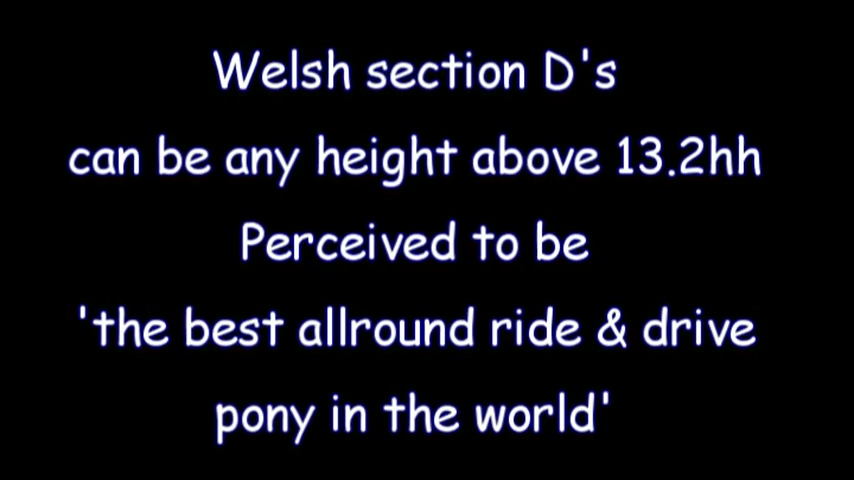 Welsh section D's
can be any height above 13.2hh
Perceived to be
'the best allround ride & drive
pony in the world'